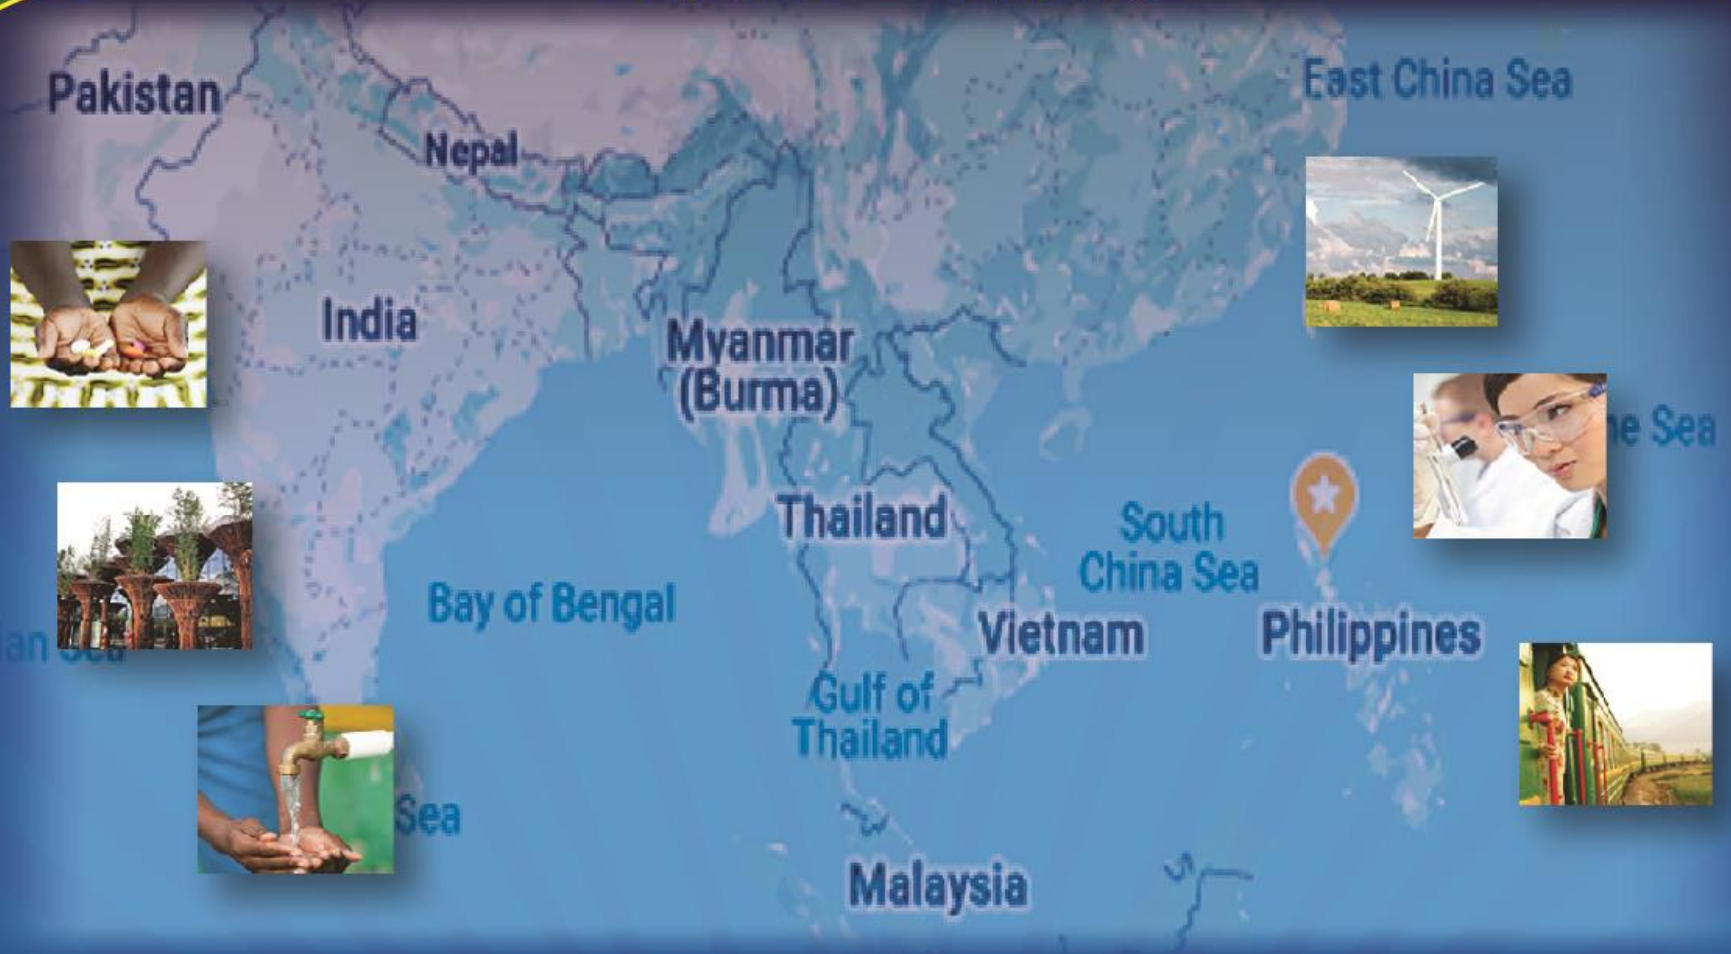 East China Sea
Pakistan
Nepal
India
Myanmar
(Burma)
Sea
Thailand
South
China Sea
Bay of Bengal
Vietnam
Philippines
Gulf of
Thailand
Sea
Malaysia